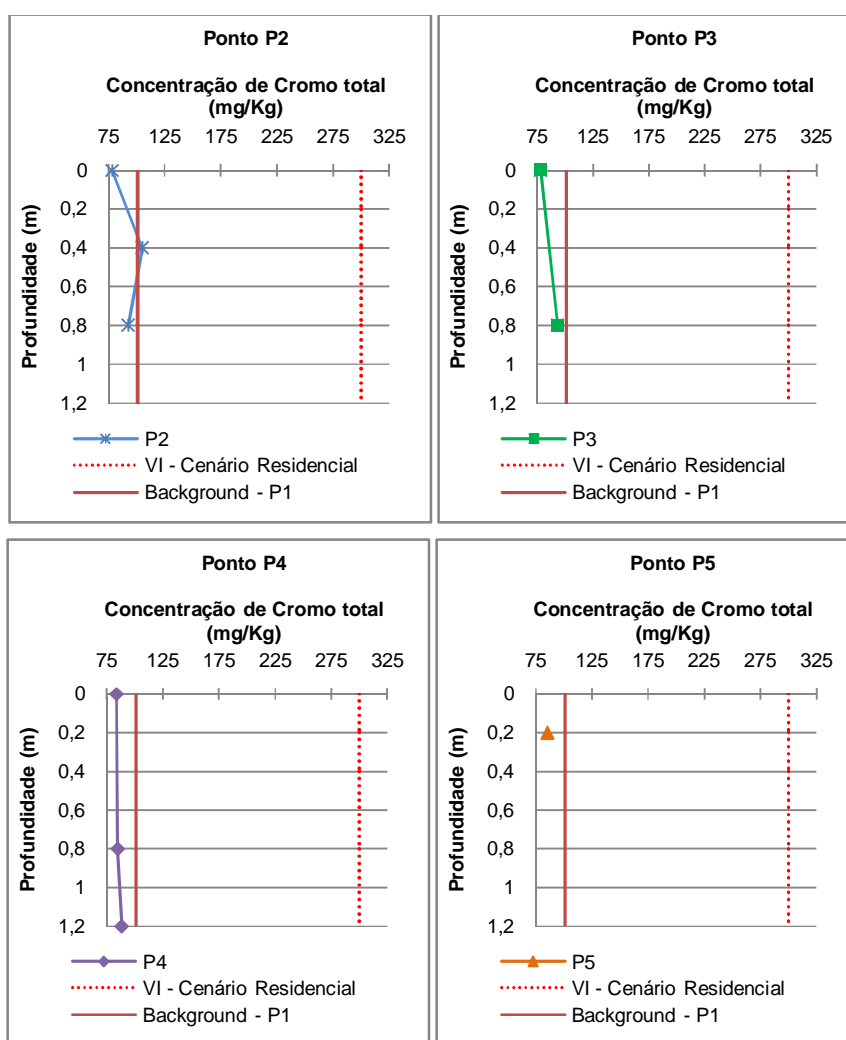 Ponto P2
Concentração de Cromo total
(mg/Kg)
75 125 175 225 275 325
0
0,2
0,4
0,6
0,8
1
1,2
Profundidade (m)
P2
VI - Cenário Residencial
Background - P1
Ponto P3
Concentração de Cromo total
(mg/Kg)
75 125 175 225 275 325
0
0,2
0,4
0,6
0,8
1
1,2
Profundidade (m)
P3
VI - Cenário Residencial
Background - P1
Ponto P4
Concentração de Cromo total
(mg/Kg)
75 125 175 225 275 325
0
0,2
0,4
0,6
0,8
1
1,2
Profundidade (m)
P4
VI - Cenário Residencial
Background - P1
Ponto P5
Concentração de Cromo total
(mg/Kg)
75 125 175 225 275 325
0
0,2
0,4
0,6
0,8
1
1,2
Profundidade (m)
P5
VI - Cenário Residencial
Background - P1